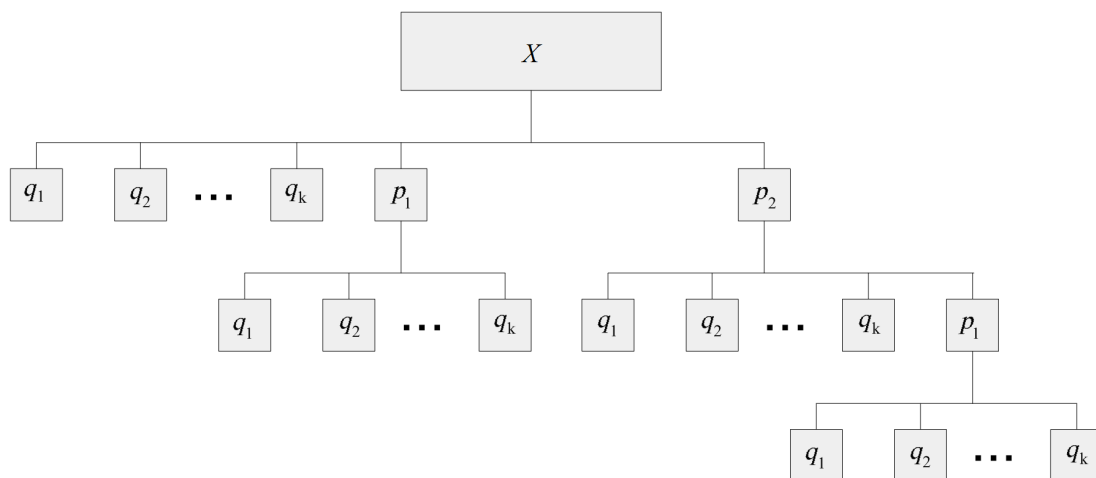 X
q₁ q₂ ... qₖ p₁ p₂
q₁ q₂ ... qₖ q₁ q₂ ... qₖ p₁
q₁ q₂ ... qₖ